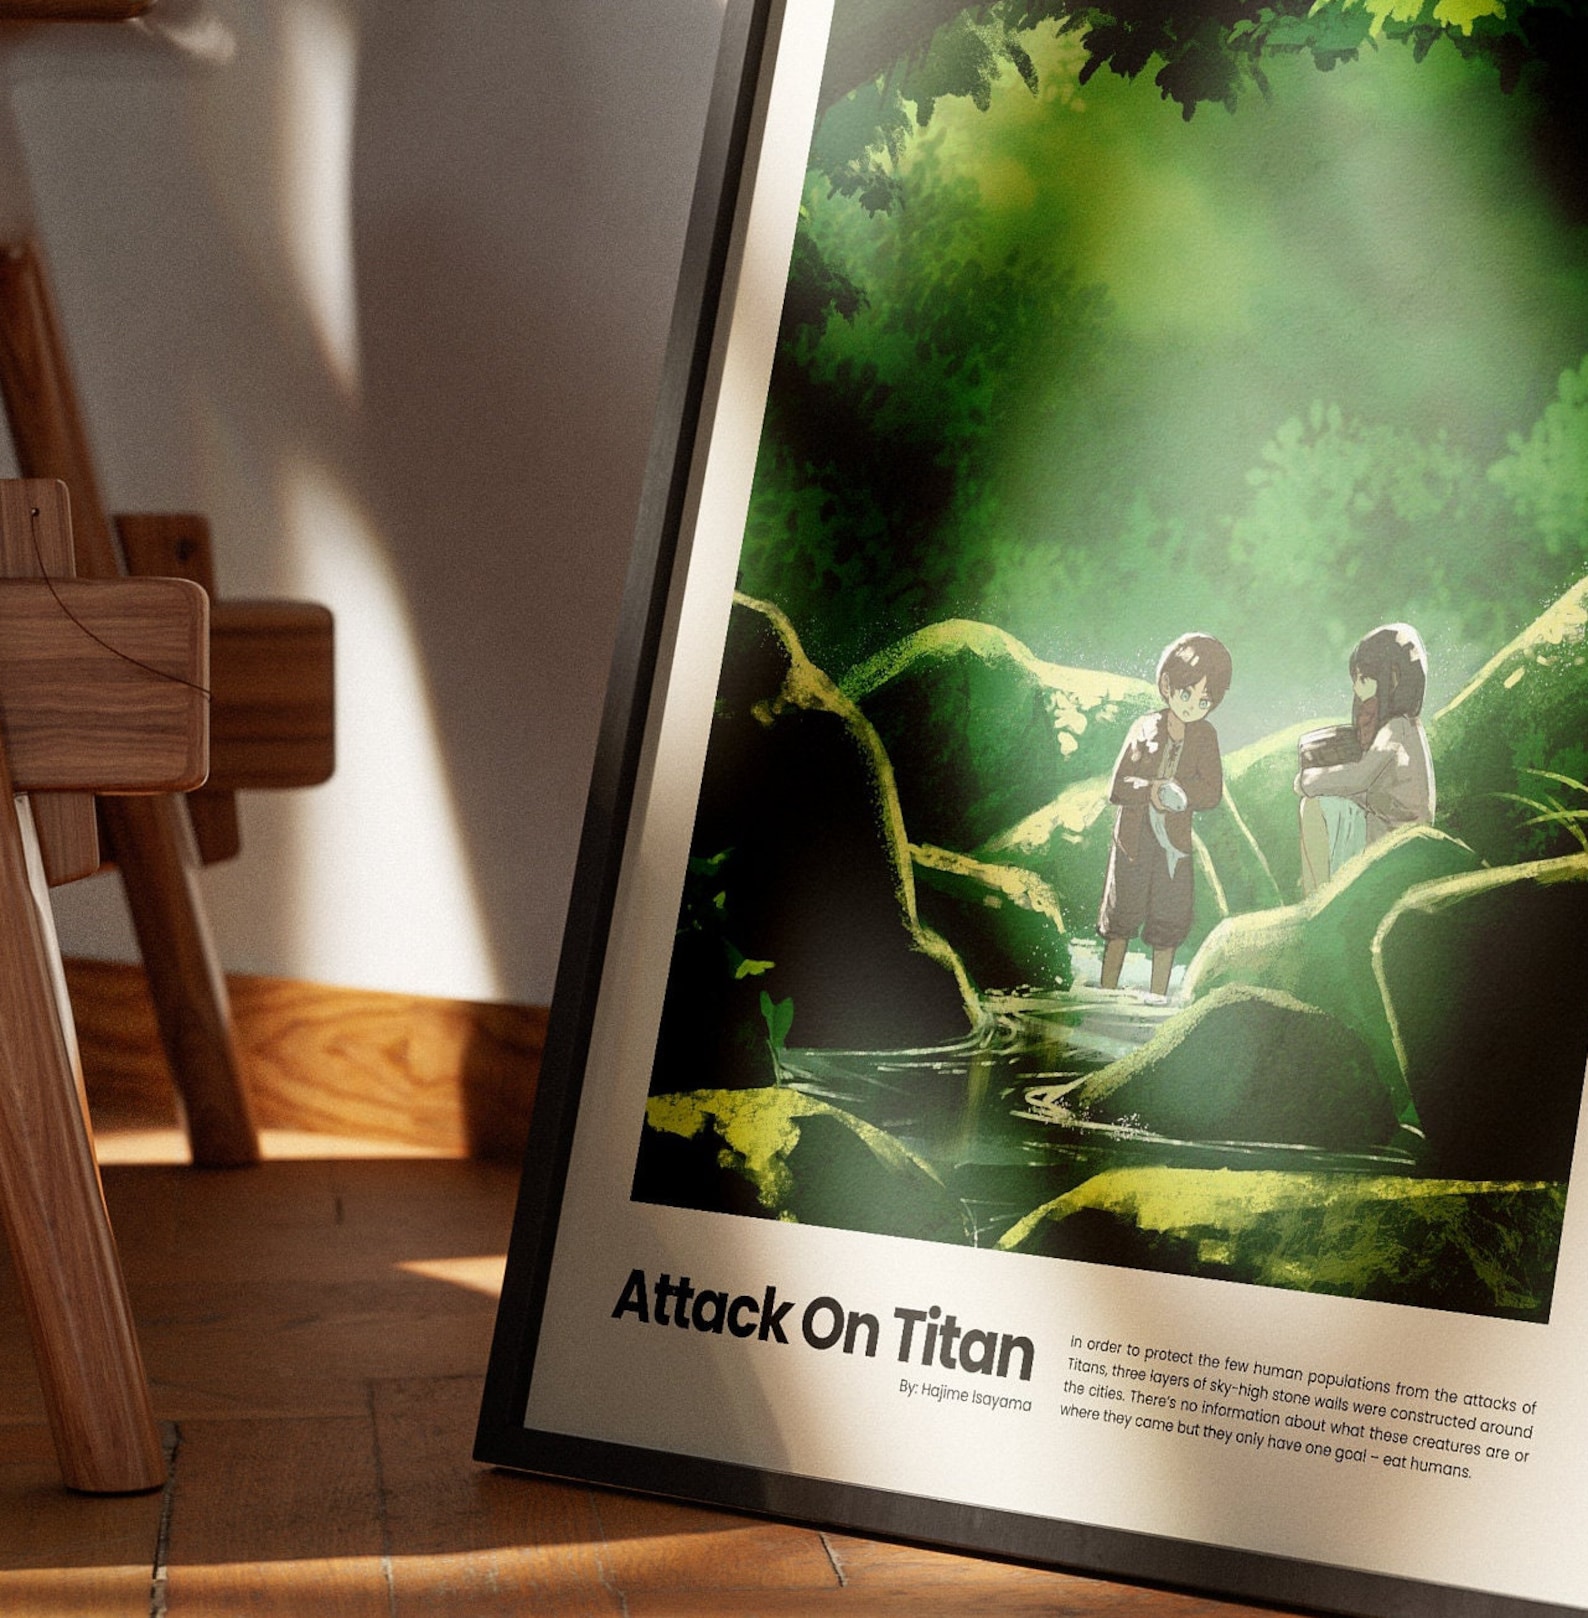 Attack On Titan
By: Hajime Isayama
In order to protect the few human populations from the attacks of
Titans, three layers of sky-high stone walls were constructed around
the cities. There's no information about what these creatures are or
where they came but they only have one goal – eat humans.